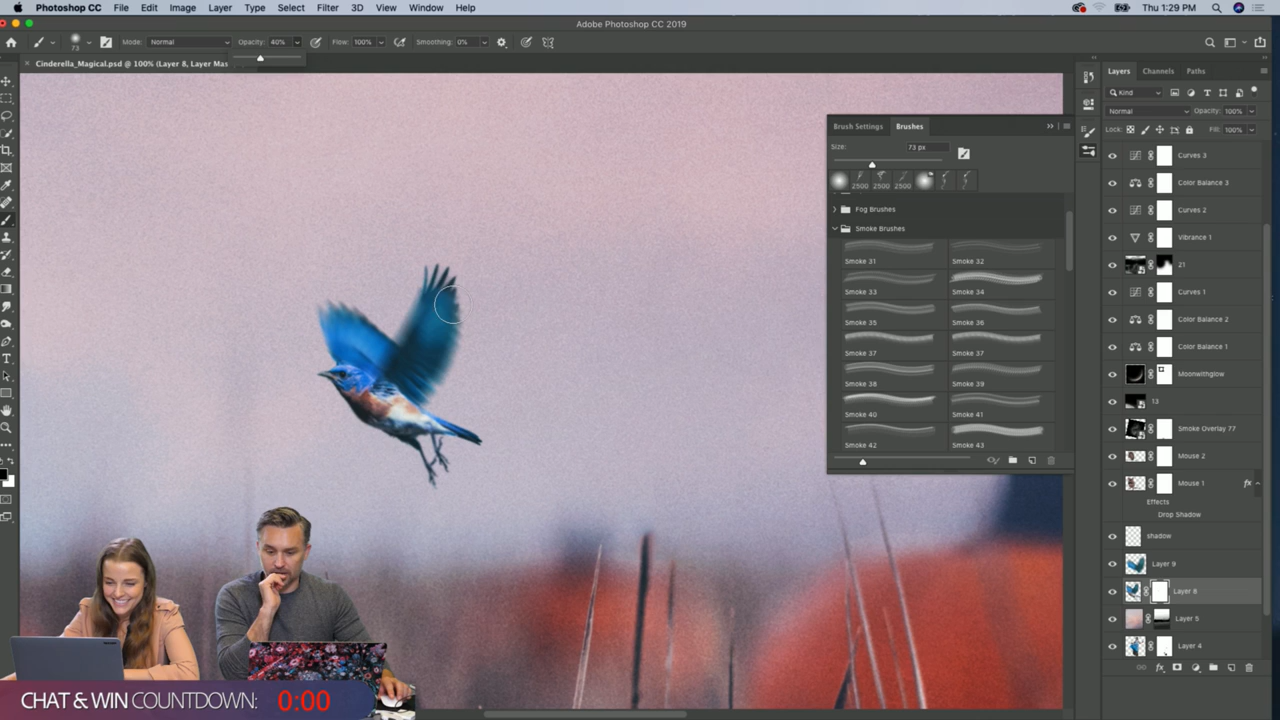 Photoshop CC File Edit Image Layer Type Select Filter 3D View Window Help Thu 1:29 PM
Adobe Photoshop CC 2019
73 Mode: Normal Opacity: 40% Flow: 100% Smoothing: 0%
× Cinderella_Magical.psd @ 100% (Layer 8, Layer Mas
Layers Channels Paths
Kind
Normal Opacity: 100%
Lock: Fill: 100%
Curves 3
Color Balance 3
Curves 2
Vibrance 1
21
Curves 1
Color Balance 2
Color Balance 1
Moonwithglow
13
Smoke Overlay 77
Mouse 2
Mouse 1 fx
Effects
Drop Shadow
shadow
Layer 9
Layer 8
Layer 5
Layer 4
fx
Brush Settings Brushes
Size: 73 px
2500 2500 2500
Fog Brushes
Smoke Brushes
Smoke 31 Smoke 32
Smoke 33 Smoke 34
Smoke 35 Smoke 36
Smoke 37 Smoke 37
Smoke 38 Smoke 39
Smoke 40 Smoke 41
Smoke 42 Smoke 43
CHAT & WIN COUNTDOWN: 0:00